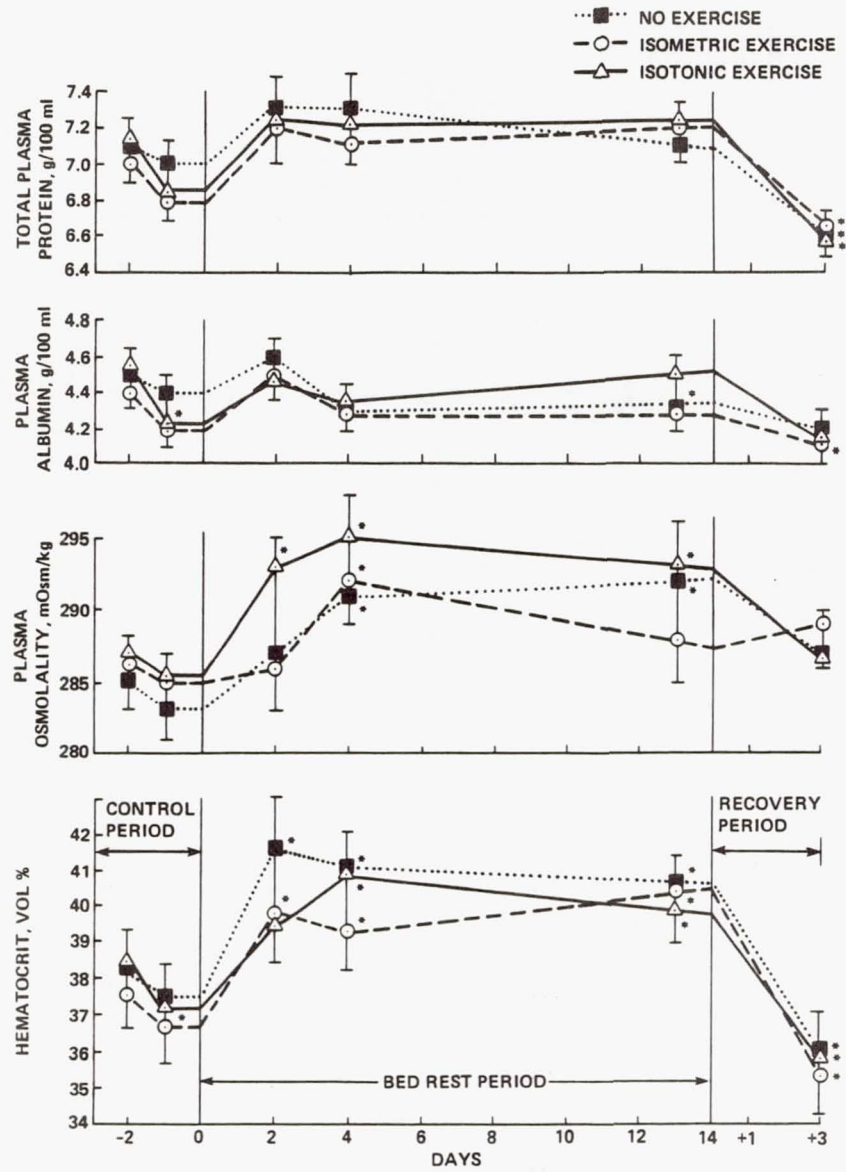 NO EXERCISE
ISOMETRIC EXERCISE
ISOTONIC EXERCISE
TOTAL PLASMA
PROTEIN, g/100 ml
7.4
7.2
7.0
6.8
6.6
6.4
*
*
*
PLASMA
ALBUMIN, g/100 ml
4.8
4.6
4.4
4.2
4.0
*
*
*
PLASMA
OSMOLALITY, mOsm/kg
295
290
285
280
*
*
*
*
*
*
HEMATOCRIT, VOL %
CONTROL
PERIOD
RECOVERY
PERIOD
42
41
40
39
38
37
36
35
34
*
*
*
*
*
*
*
*
*
*
*
*
BED REST PERIOD
-2 0 2 4 6 8 10 12 14 +1 +3
DAYS